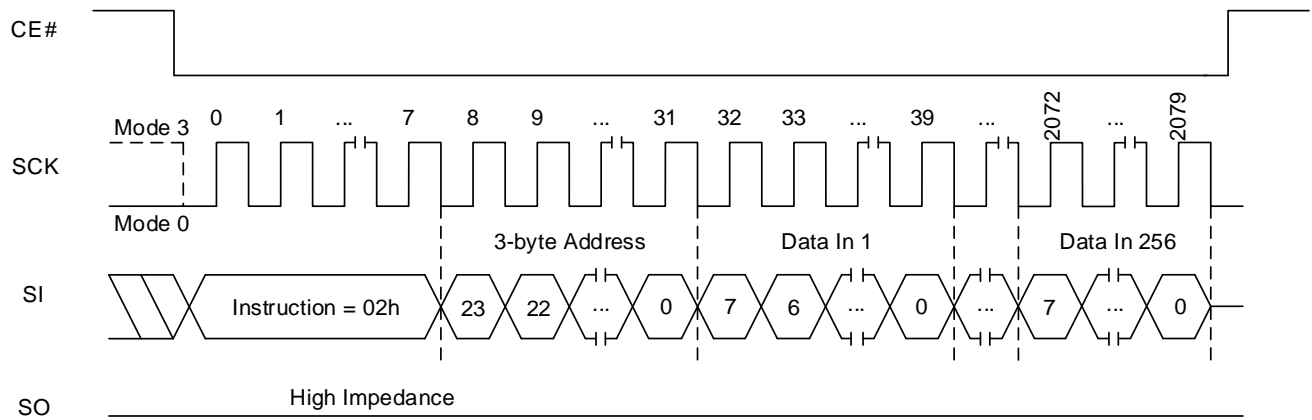 CE#
0 1 ... 7 8 9 ... 31 32 33 ... 39 ... 2072 ... 2079
Mode 3
SCK
Mode 0
3-byte Address Data In 1 Data In 256
SI Instruction = 02h 23 22 ... 0 7 6 ... 0 ... 7 ... 0
High Impedance
SO